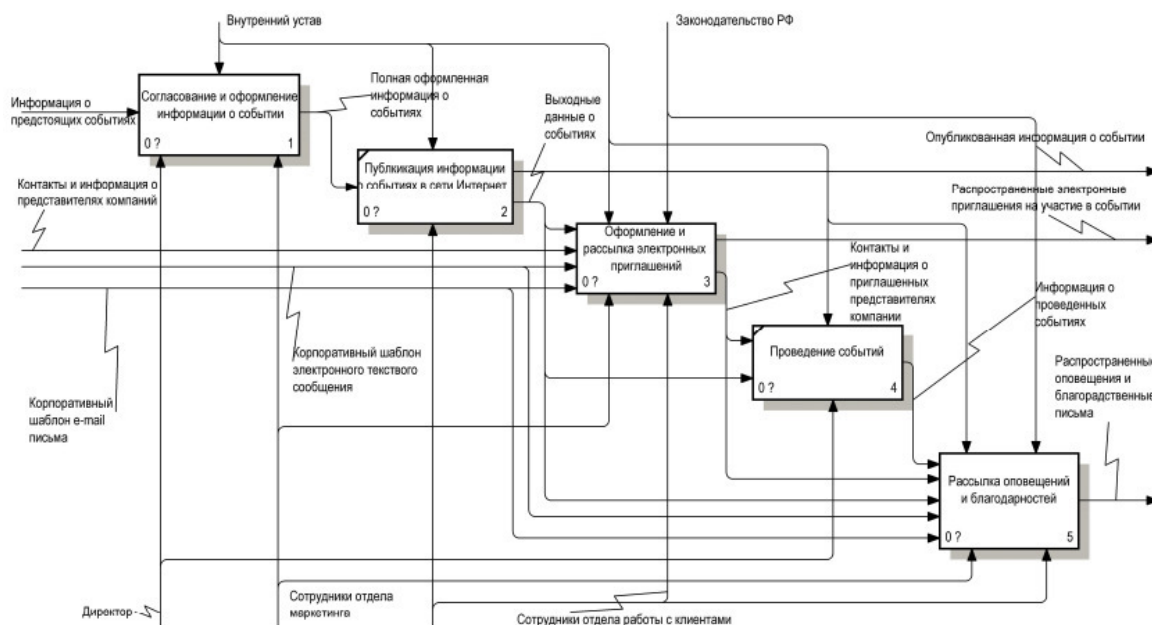 Внутренний устав
Законодательство РФ
Согласование и оформление
информации о событии
0 ?
1
Полная оформленная
информация о
событиях
Информация о
предстоящих событиях
Выходные
данные о
событиях
Опубликованная информация о событии
Публикация информации
о событиях в сети Интернет
0 ?
2
Контакты и информация о
представителях компаний
Распространенные электронные
приглашения на участие в событии
Оформление и
рассылка электронных
приглашений
0 ?
3
Контакты и
информация о
приглашенных
представителях
компании
Информация о
проведенных
событиях
Корпоративный шаблон
электронного текствого
сообщения
Проведение событий
0 ?
4
Распространенные
оповещения и
благорадственные
письма
Корпоративный
шаблон e-mail
письма
Рассылка оповещений
и благодарностей
0 ?
5
Директор
Сотрудники отдела
маркетинга
Сотрудники отдела работы с клиентами